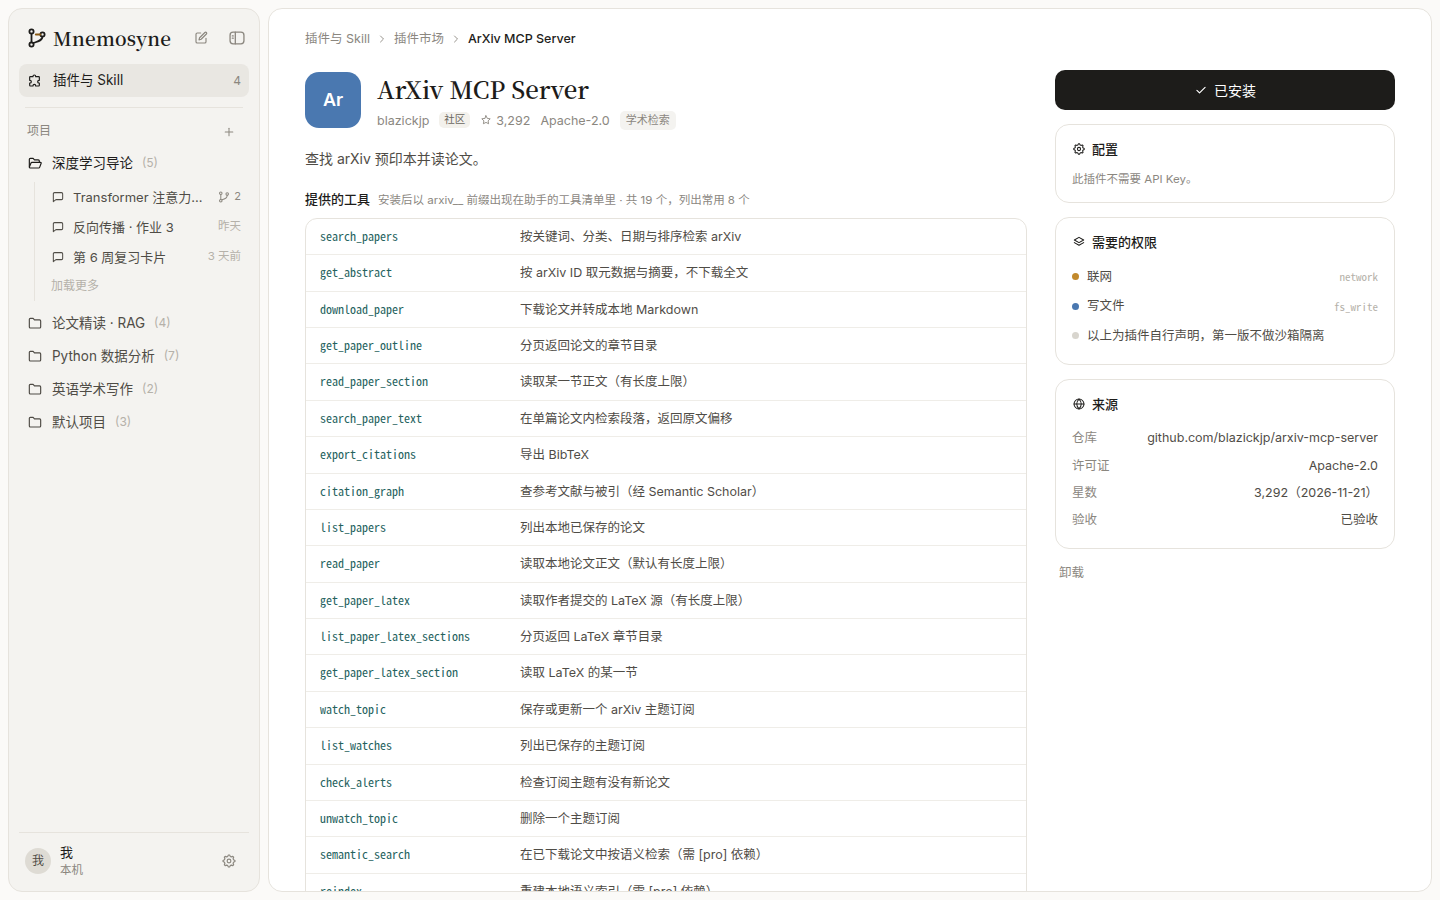 Mnemosyne
插件与 Skill 4
项目
深度学习导论 (5)
Transformer 注意力... 2
反向传播 · 作业 3 昨天
第 6 周复习卡片 3 天前
加载更多
论文精读 · RAG (4)
Python 数据分析 (7)
英语学术写作 (2)
默认项目 (3)
我 我
本机
插件与 Skill > 插件市场 > ArXiv MCP Server
Ar
ArXiv MCP Server
blazickjp 社区 3,292 Apache-2.0 学术检索
查找 arXiv 预印本并读论文。
提供的工具 安装后以 arxiv__ 前缀出现在助手的工具清单里 · 共 19 个，列出常用 8 个
search_papers 按关键词、分类、日期与排序检索 arXiv
get_abstract 按 arXiv ID 取元数据与摘要，不下载全文
download_paper 下载论文并转成本地 Markdown
get_paper_outline 分页返回论文的章节目录
read_paper_section 读取某一节正文（有长度上限）
search_paper_text 在单篇论文内检索段落，返回原文偏移
export_citations 导出 BibTeX
citation_graph 查参考文献与被引（经 Semantic Scholar）
list_papers 列出本地已保存的论文
read_paper 读取本地论文正文（默认有长度上限）
get_paper_latex 读取作者提交的 LaTeX 源（有长度上限）
list_paper_latex_sections 分页返回 LaTeX 章节目录
get_paper_latex_section 读取 LaTeX 的某一节
watch_topic 保存或更新一个 arXiv 主题订阅
list_watches 列出已保存的主题订阅
check_alerts 检查订阅主题有没有新论文
unwatch_topic 删除一个主题订阅
semantic_search 在已下载论文中按语义检索（需 [pro] 依赖）
reindex 重建本地语义索引（需 [pro] 依赖）
已安装
配置
此插件不需要 API Key。
需要的权限
联网 network
写文件 fs_write
以上为插件自行声明，第一版不做沙箱隔离
来源
仓库 github.com/blazickjp/arxiv-mcp-server
许可证 Apache-2.0
星数 3,292（2026-11-21）
验收 已验收
卸载